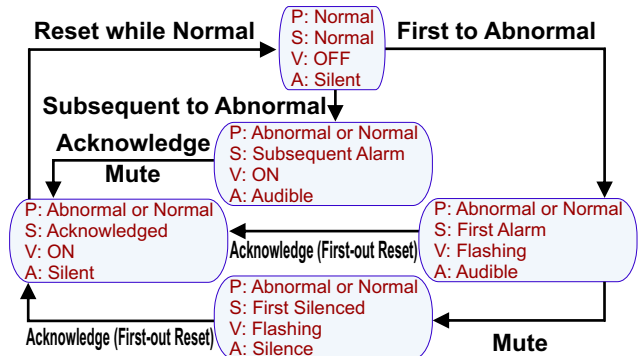 P: Normal
S: Normal
V: OFF
A: Silent
Reset while Normal
First to Abnormal
Subsequent to Abnormal
P: Abnormal or Normal
S: Subsequent Alarm
V: ON
A: Audible
Acknowledge
Mute
P: Abnormal or Normal
S: Acknowledged
V: ON
A: Silent
Acknowledge (First-out Reset)
P: Abnormal or Normal
S: First Alarm
V: Flashing
A: Audible
P: Abnormal or Normal
S: First Silenced
V: Flashing
A: Silence
Acknowledge (First-out Reset)
Mute